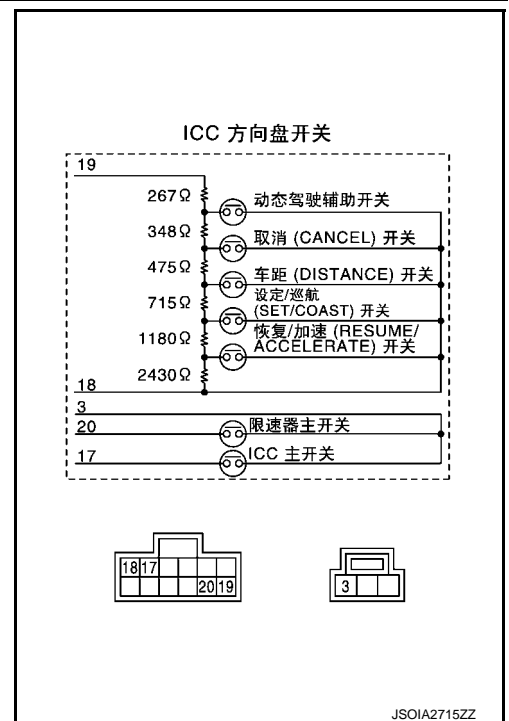 ICC 方向盘开关
19
267Ω
动态驾驶辅助开关
348Ω
取消 (CANCEL) 开关
475Ω
车距 (DISTANCE) 开关
715Ω
设定/巡航
(SET/COAST) 开关
1180Ω
恢复/加速 (RESUME/
ACCELERATE) 开关
2430Ω
18
3
20
限速器主开关
17
ICC 主开关
18 17
20 19
3
JSOIA2715ZZ